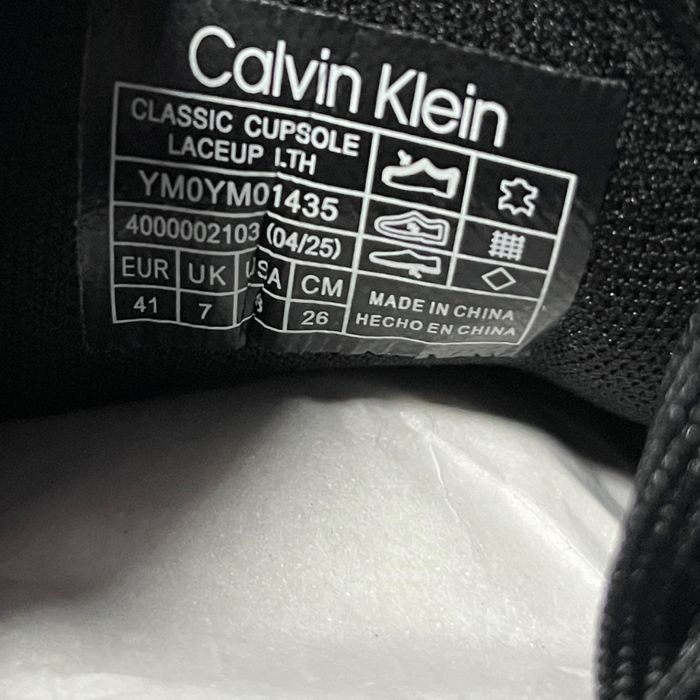 Calvin Klein
CLASSIC CUPSOLE
LACEUP LTH
YM0YM01435
4000002103 (04/25)
EUR UK USA CM
41 7 8 26
MADE IN CHINA
HECHO EN CHINA